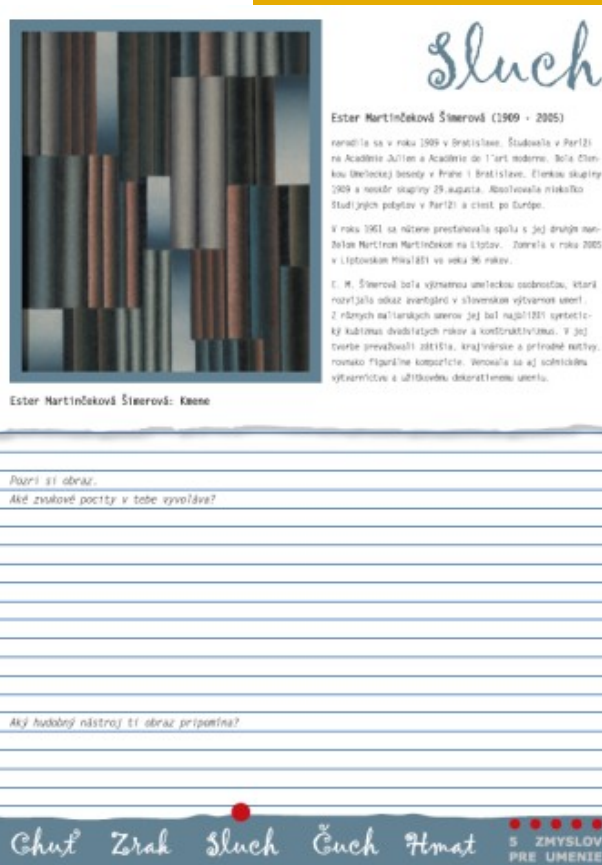 Sluch
Ester Martinčeková Šimerová (1909 - 2005)
narodila sa v roku 1909 v Bratislave. Študovala v Paríži
na Académie Julian a Académie de l'art moderne. Bola člen-
kou Umeleckej besedy v Prahe i Bratislave, členkou skupiny
1909 a neskôr skupiny 29.augusta. Absolvovala niekoľko
študijných pobytov v Paríži a ciest po Európe.
V roku 1951 sa nútene presťahovala spolu s jej druhým man-
želom Martinom Martinčekom na Liptov. Zomrela v roku 2005
v Liptovskom Mikuláši vo veku 96 rokov.
E. M. Šimerová bola významnou umeleckou osobnosťou, ktorá
rozvíjala odkaz avantgárd v slovenskom výtvarnom umení.
Z rôznych maliarskych smerov jej bol najbližší syntetic-
ký kubizmus dvadsiatych rokov a konštruktivizmus. V jej
tvorbe prevažovali zátišia, krajinárske a prírodné motívy,
rovnako figurálne kompozície. Venovala sa aj scénickému
výtvarníctvu a užitkovému dekoratívnemu umeniu.
Ester Martinčeková Šimerová: Kmene
Pozri si obraz.
Aké zvukové pocity v tebe vyvoláva?
Aký hudobný nástroj ti obraz pripomína?
Chuť Zrak Sluch Čuch Hmat
5 ZMYSLOV
PRE UMENIE